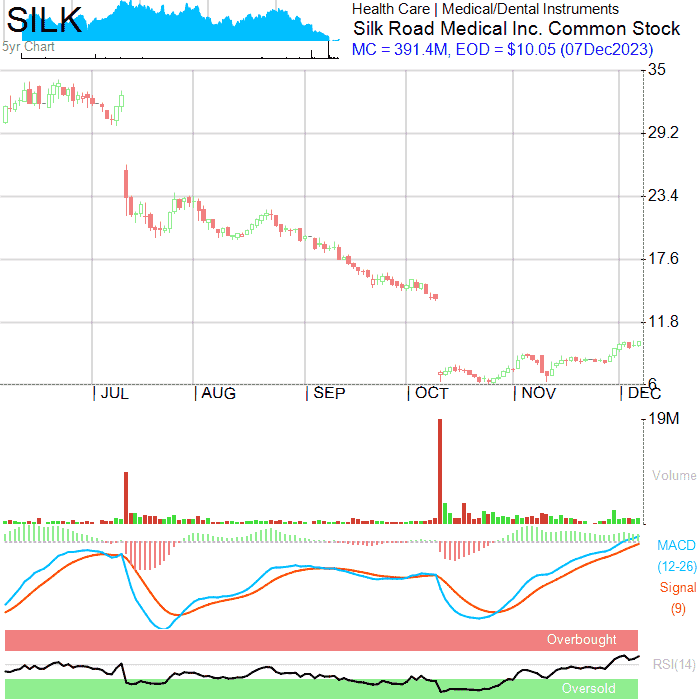 SILK
5yr Chart
Health Care | Medical/Dental Instruments
Silk Road Medical Inc. Common Stock
MC = 391.4M, EOD = $10.05 (07Dec2023)
35
29.2
23.4
17.6
11.8
6
| JUL | AUG | SEP | OCT | NOV | DEC
19M
Volume
MACD
(12-26)
Signal
(9)
Overbought
RSI(14)
Oversold